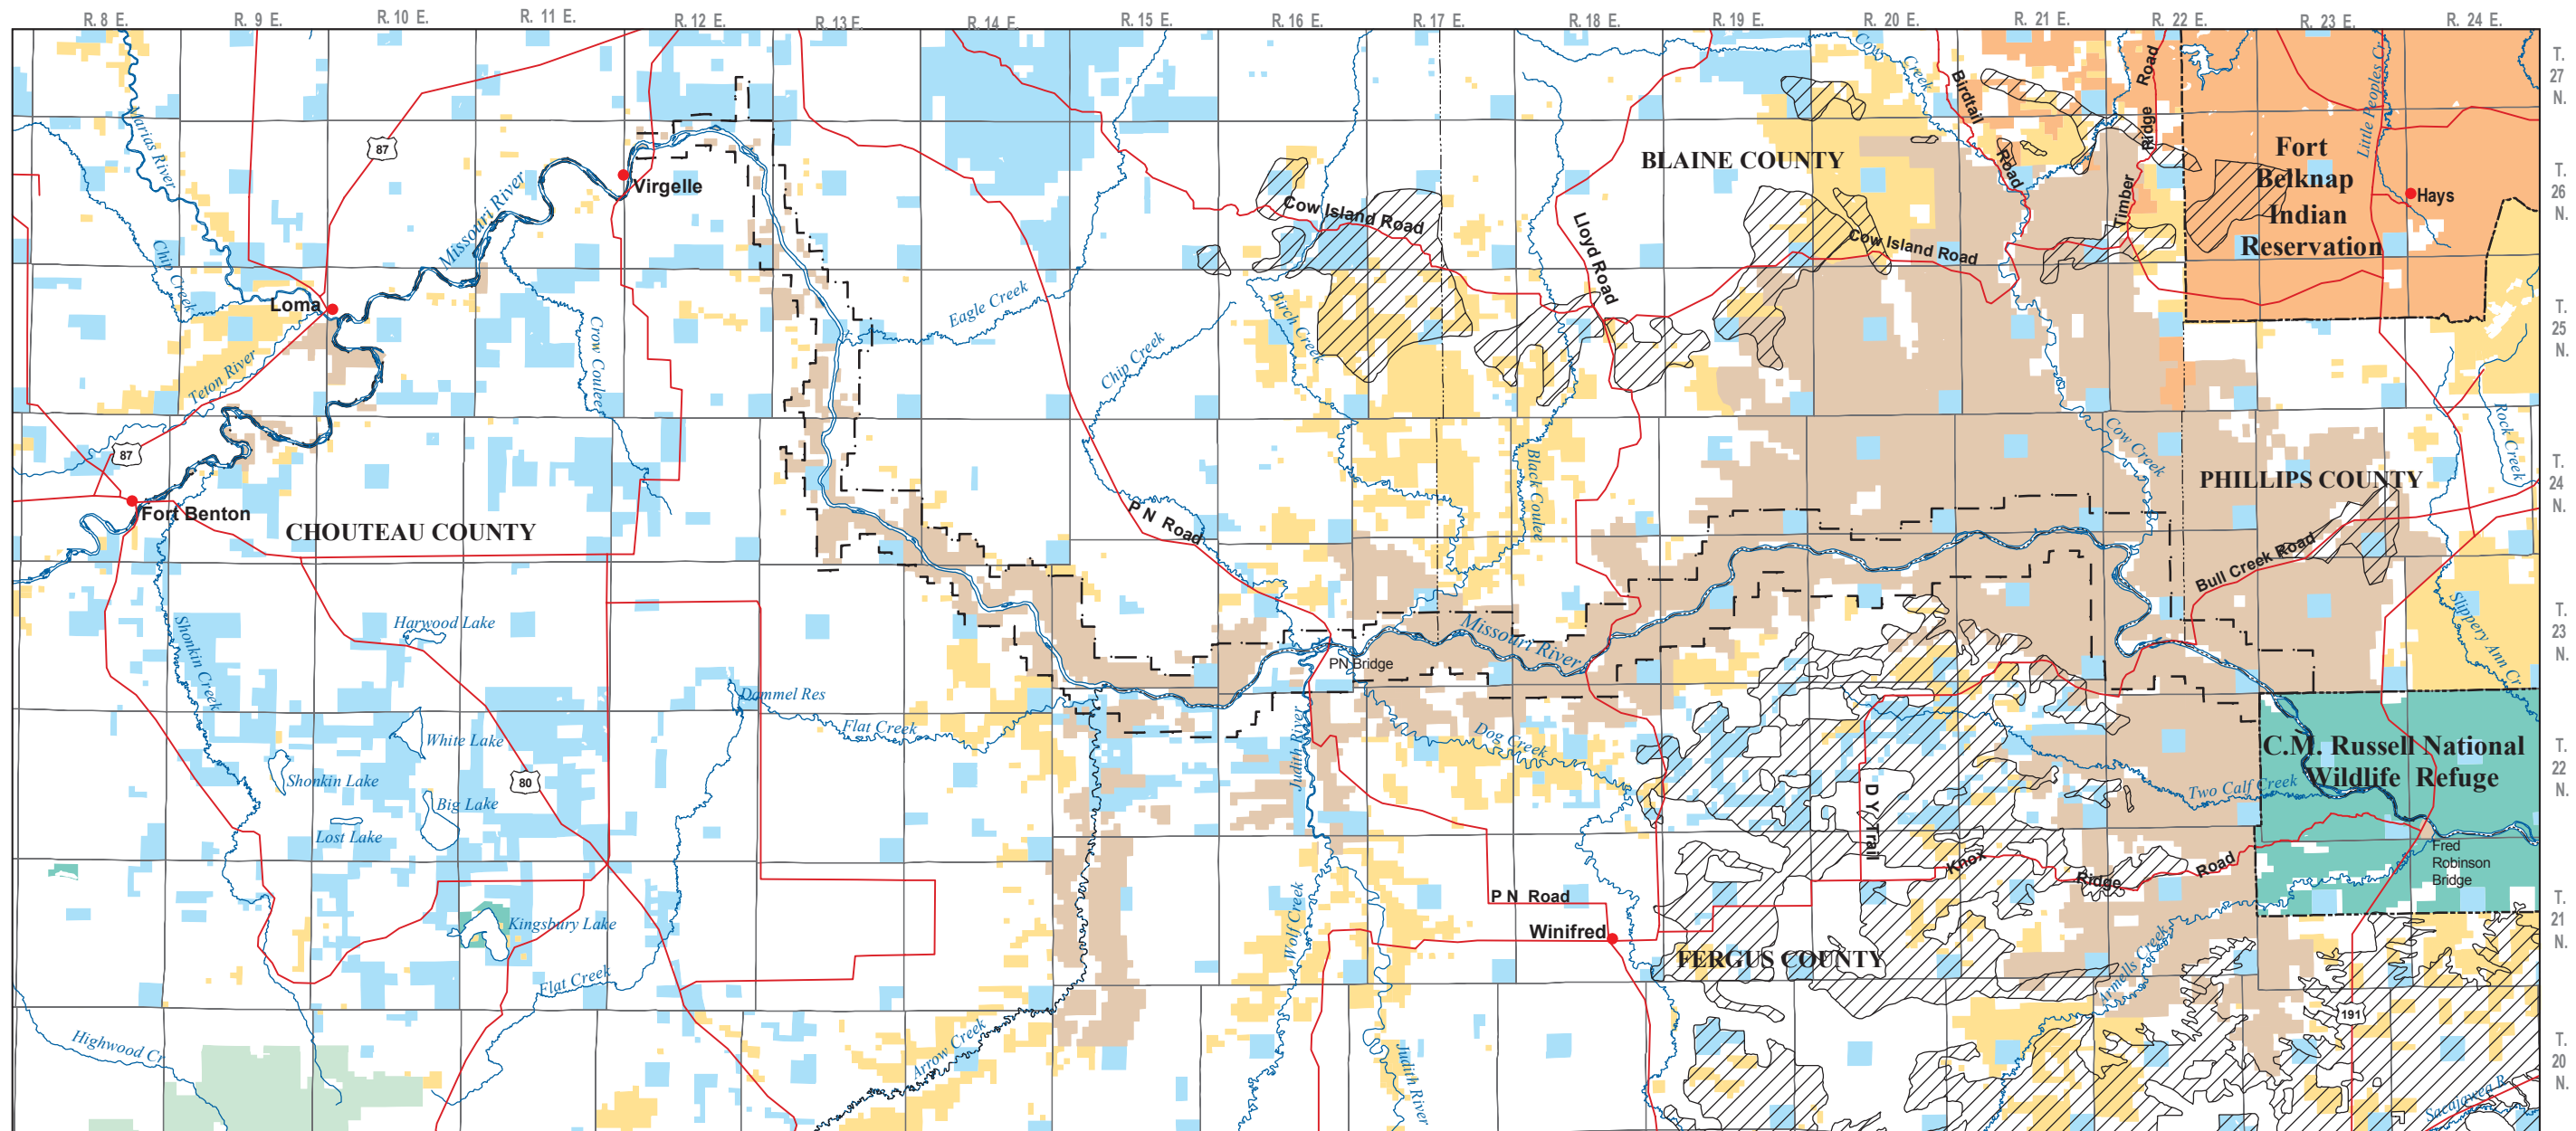 R. 8 E.
R. 9 E.
R. 10 E.
R. 11 E.
R. 12 E.
R. 13 E.
R. 14 E.
R. 15 E.
R. 16 E.
R. 17 E.
R. 18 E.
R. 19 E.
R. 20 E.
R. 21 E.
R. 22 E.
R. 23 E.
R. 24 E.
T.
27
N.
T.
26
N.
T.
25
N.
T.
24
N.
T.
23
N.
T.
22
N.
T.
21
N.
T.
20
N.
Marias River
87
Missouri River
Virgelle
Chip Creek
Loma
Teton River
87
Fort Benton
CHOUTEAU COUNTY
Crow Coulee
Eagle Creek
Chip Creek
Birch Creek
Cow Island Road
Lloyd Road
BLAINE COUNTY
Cow Island Road
Cow Creek
Birdtail Road
Timber Ridge Road
Fort
Belknap
Indian
Reservation
Little Peoples Cr
Hays
Rock Creek
Black Coulee
Cow Creek
PHILLIPS COUNTY
Bull Creek Road
Slippery Ann Cr
P N Road
PN Bridge
Missouri River
Harwood Lake
Shonkin Creek
White Lake
Shonkin Lake
Big Lake
Lost Lake
80
Kingsbury Lake
Dammel Res
Flat Creek
Flat Creek
Highwood Cr
Arrow Creek
Judith River
Dog Creek
Wolf Creek
Judith River
P N Road
Winifred
FERGUS COUNTY
D Y Trail
Knox Ridge Road
Two Calf Creek
C.M. Russell National
Wildlife Refuge
Fred
Robinson
Bridge
Armells Creek
191
Sacajawea R.